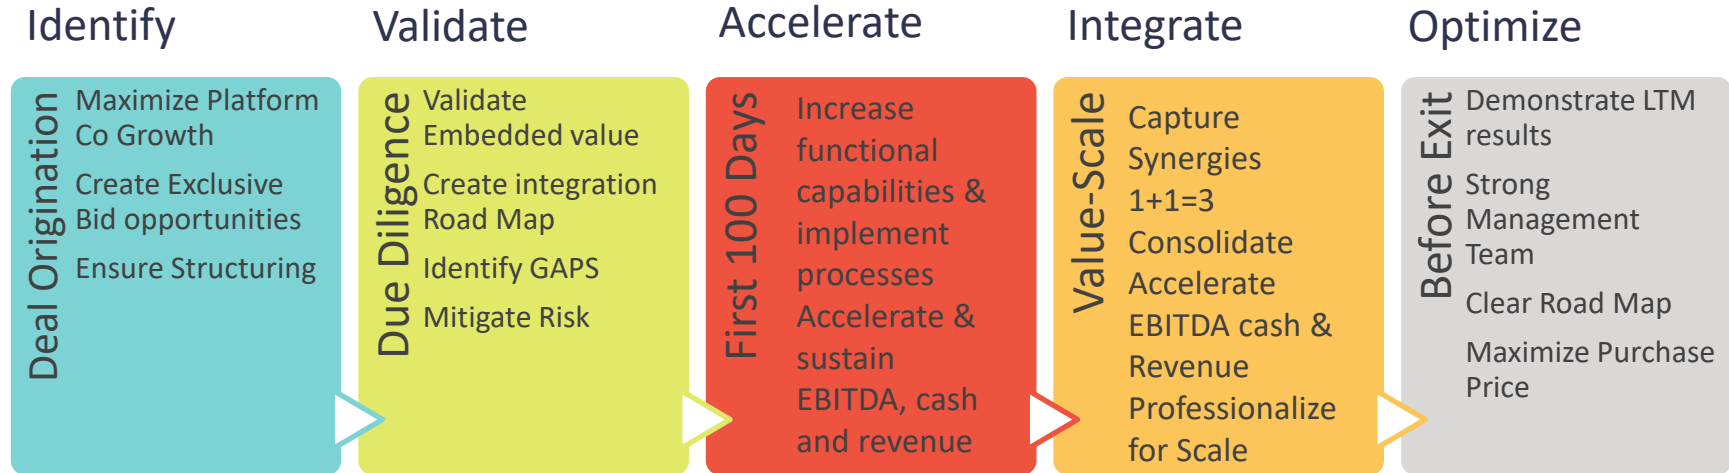 Identify
Deal Origination
Maximize Platform
Co Growth
Create Exclusive
Bid opportunities
Ensure Structuring
Validate
Due Diligence
Validate
Embedded value
Create integration
Road Map
Identify GAPS
Mitigate Risk
Accelerate
First 100 Days
Increase
functional
capabilities &
implement
processes
Accelerate &
sustain
EBITDA, cash
and revenue
Integrate
Value-Scale
Capture
Synergies
1+1=3
Consolidate
Accelerate
EBITDA cash &
Revenue
Professionalize
for Scale
Optimize
Before Exit
Demonstrate LTM
results
Strong
Management
Team
Clear Road Map
Maximize Purchase
Price